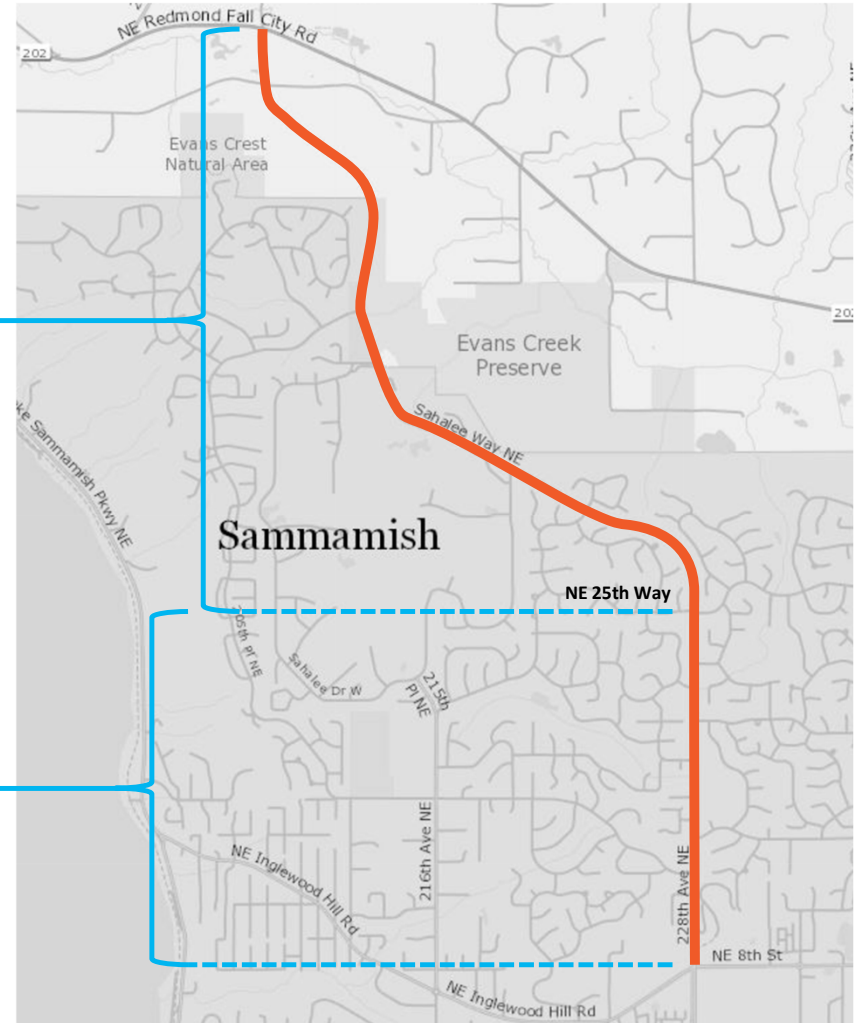 NE Redmond Fall City Rd
202
Evans Crest
Natural Area
Evans Creek
Preserve
Sahalee Way NE
Sammamish Pkwy NE
Sammamish
NE 25th Way
205th Pl NE
Sahalee Dr W
215th
Pl NE
216th Ave NE
NE Inglewood Hill Rd
228th Ave NE
NE 8th St
NE Inglewood Hill Rd